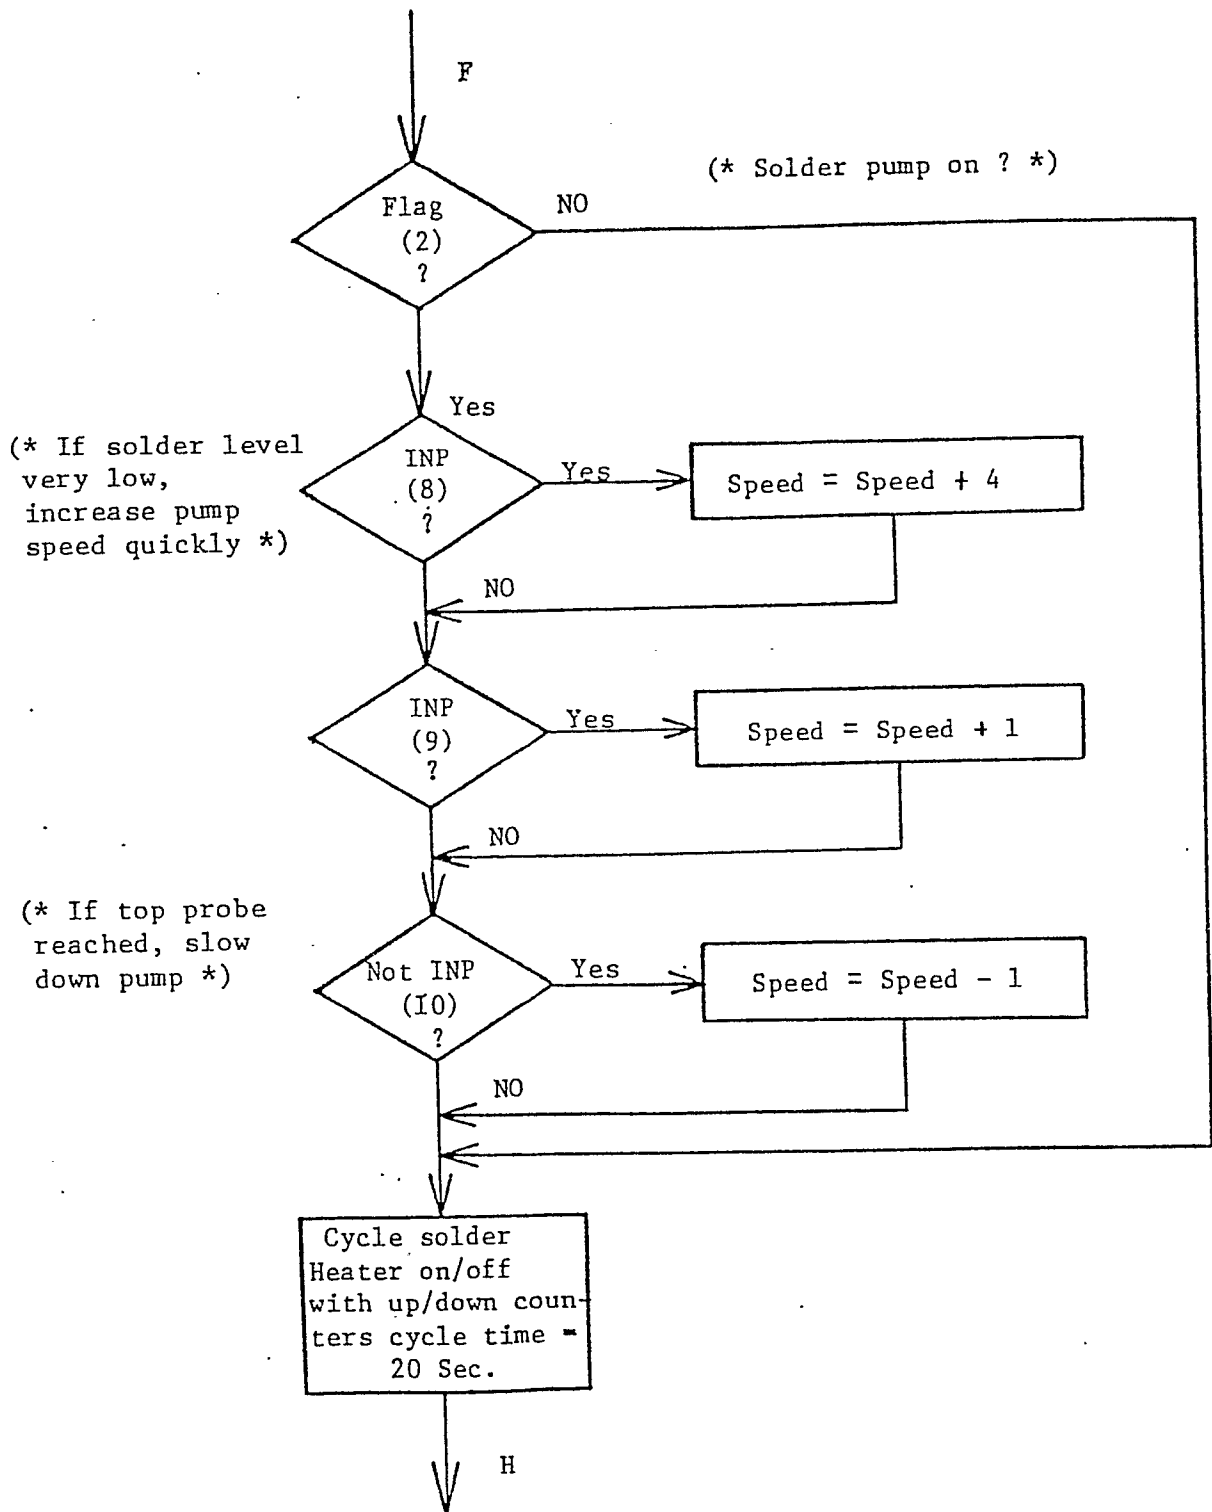 F
(* Solder pump on ? *)
Flag
(2)
?
NO
Yes
(* If solder level
very low,
increase pump
speed quickly *)
INP
(8)
?
Yes
Speed = Speed + 4
NO
INP
(9)
?
Yes
Speed = Speed + 1
NO
(* If top probe
reached, slow
down pump *)
Not INP
(10)
?
Yes
Speed = Speed - 1
NO
Cycle solder
Heater on/off
with up/down coun-
ters cycle time =
20 Sec.
H